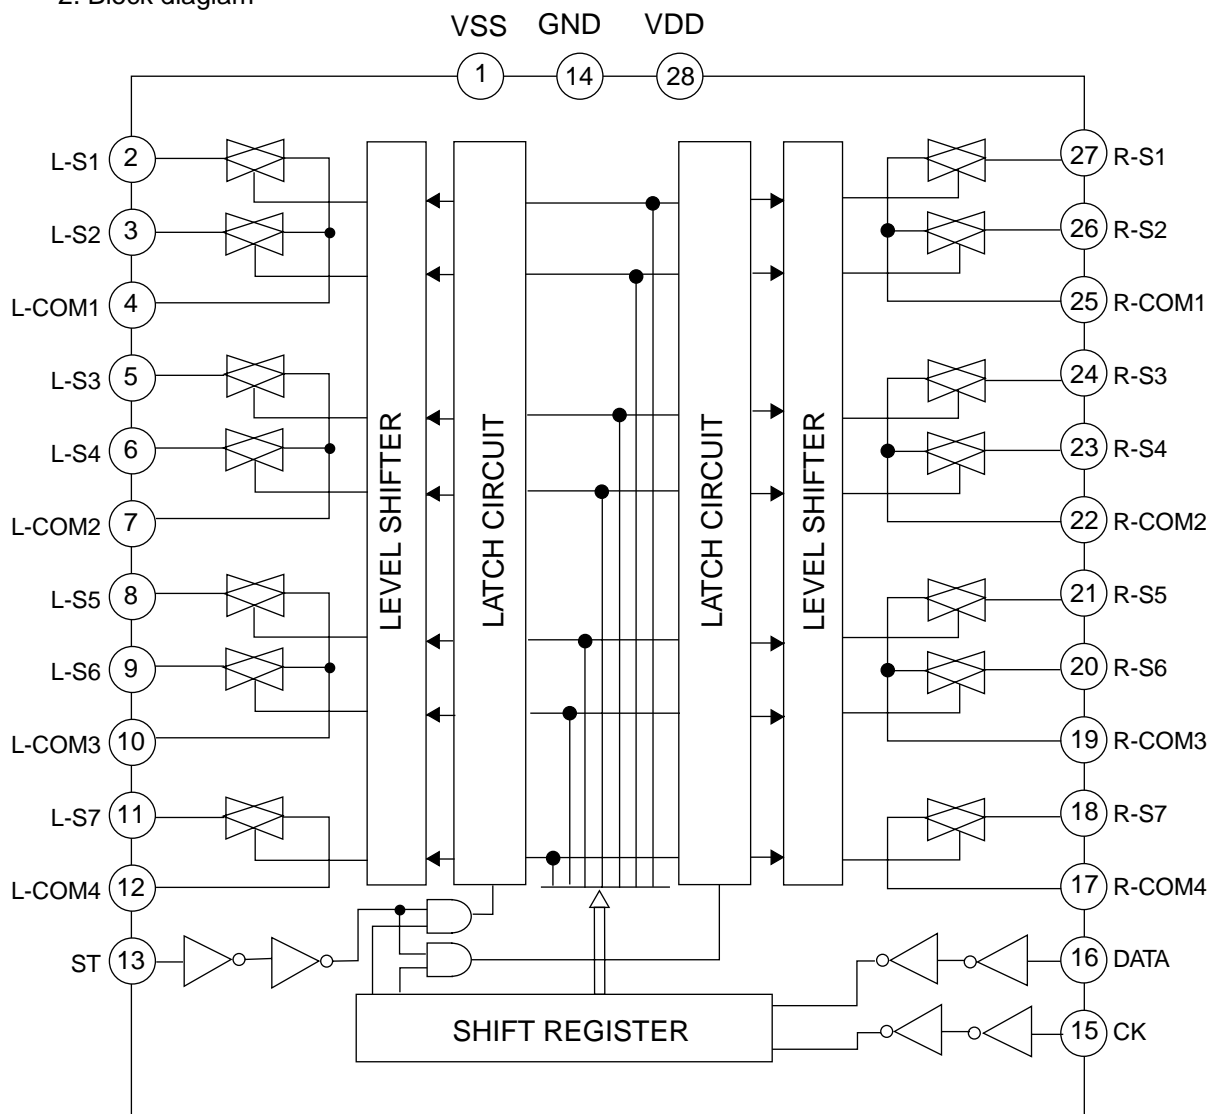 2. Block diagiam
VSS GND VDD
1 14 28
L-S1 2
L-S2 3
L-COM1 4
L-S3 5
L-S4 6
L-COM2 7
L-S5 8
L-S6 9
L-COM3 10
L-S7 11
L-COM4 12
ST 13
LEVEL SHIFTER
LATCH CIRCUIT
LATCH CIRCUIT
LEVEL SHIFTER
27 R-S1
26 R-S2
25 R-COM1
24 R-S3
23 R-S4
22 R-COM2
21 R-S5
20 R-S6
19 R-COM3
18 R-S7
17 R-COM4
16 DATA
15 CK
SHIFT REGISTER